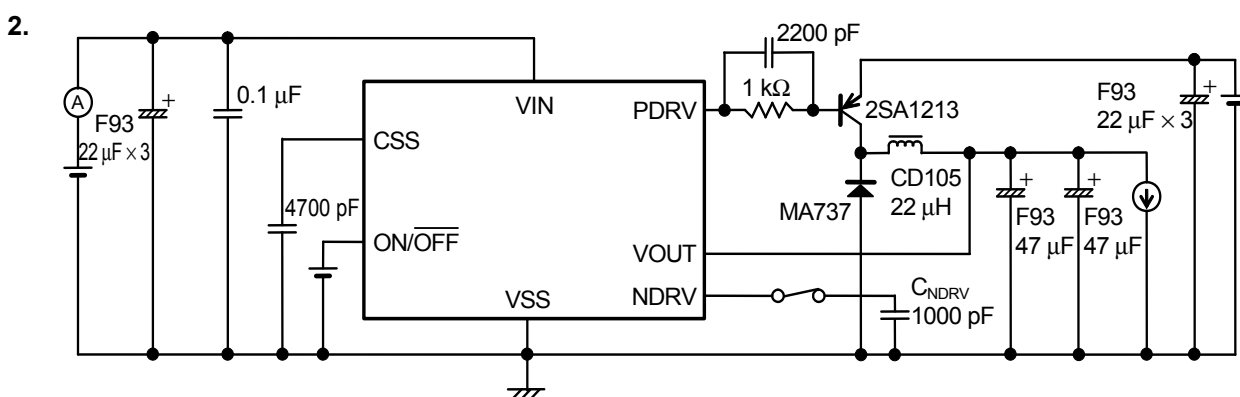 2.
2200 pF
1 kΩ
A
F93
22 μF × 3
+
0.1 μF
VIN
PDRV
2SA1213
F93
22 μF × 3
+
CSS
4700 pF
ON/O̅F̅F̅
CD105
22 μH
MA737
+
F93
47 μF
+
F93
47 μF
VOUT
NDRV
VSS
CNDRV
1000 pF